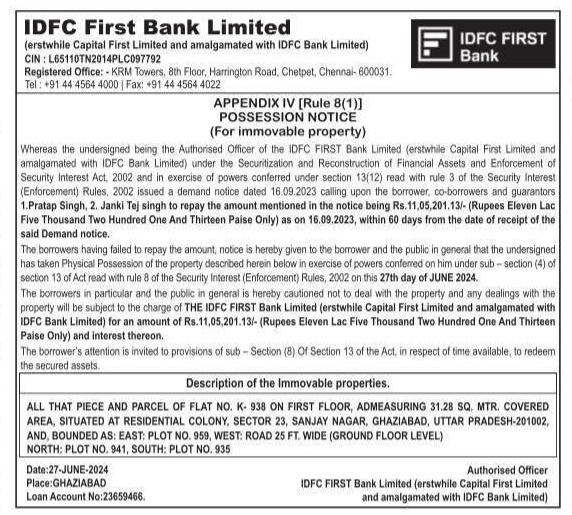 IDFC First Bank Limited
(erstwhile Capital First Limited and amalgamated with IDFC Bank Limited)
CIN : L65110TN2014PLC097792
Registered Office: - KRM Towers, 8th Floor, Harrington Road, Chetpet, Chennai- 600031.
Tel : +91 44 4564 4000 | Fax: +91 44 4564 4022
IDFC FIRST
Bank
APPENDIX IV [Rule 8(1)]
POSSESSION NOTICE
(For immovable property)
Whereas the undersigned being the Authorised Officer of the IDFC FIRST Bank Limited (erstwhile Capital First Limited and
amalgamated with IDFC Bank Limited) under the Securitization and Reconstruction of Financial Assets and Enforcement of
Security Interest Act, 2002 and in exercise of powers conferred under section 13(12) read with rule 3 of the Security Interest
(Enforcement) Rules, 2002 issued a demand notice dated 16.09.2023 calling upon the borrower, co-borrowers and guarantors
1.Pratap Singh, 2. Janki Tej singh to repay the amount mentioned in the notice being Rs.11,05,201.13/- (Rupees Eleven Lac
Five Thousand Two Hundred One And Thirteen Paise Only) as on 16.09.2023, within 60 days from the date of receipt of the
said Demand notice.
The borrowers having failed to repay the amount, notice is hereby given to the borrower and the public in general that the undersigned
has taken Physical Possession of the property described herein below in exercise of powers conferred on him under sub – section (4) of
section 13 of Act read with rule 8 of the Security Interest (Enforcement) Rules, 2002 on this 27th day of JUNE 2024.
The borrowers in particular and the public in general is hereby cautioned not to deal with the property and any dealings with the
property will be subject to the charge of THE IDFC FIRST Bank Limited (erstwhile Capital First Limited and amalgamated with
IDFC Bank Limited) for an amount of Rs.11,05,201.13/- (Rupees Eleven Lac Five Thousand Two Hundred One And Thirteen
Paise Only) and interest thereon.
The borrower's attention is invited to provisions of sub – Section (8) Of Section 13 of the Act, in respect of time available, to redeem
the secured assets.
Description of the Immovable properties.
ALL THAT PIECE AND PARCEL OF FLAT NO. K- 938 ON FIRST FLOOR, ADMEASURING 31.28 SQ. MTR. COVERED
AREA, SITUATED AT RESIDENTIAL COLONY, SECTOR 23, SANJAY NAGAR, GHAZIABAD, UTTAR PRADESH-201002,
AND, BOUNDED AS: EAST: PLOT NO. 959, WEST: ROAD 25 FT. WIDE (GROUND FLOOR LEVEL)
NORTH: PLOT NO. 941, SOUTH: PLOT NO. 935
Date:27-JUNE-2024
Place:GHAZIABAD
Loan Account No:23659466.
Authorised Officer
IDFC FIRST Bank Limited (erstwhile Capital First Limited
and amalgamated with IDFC Bank Limited)